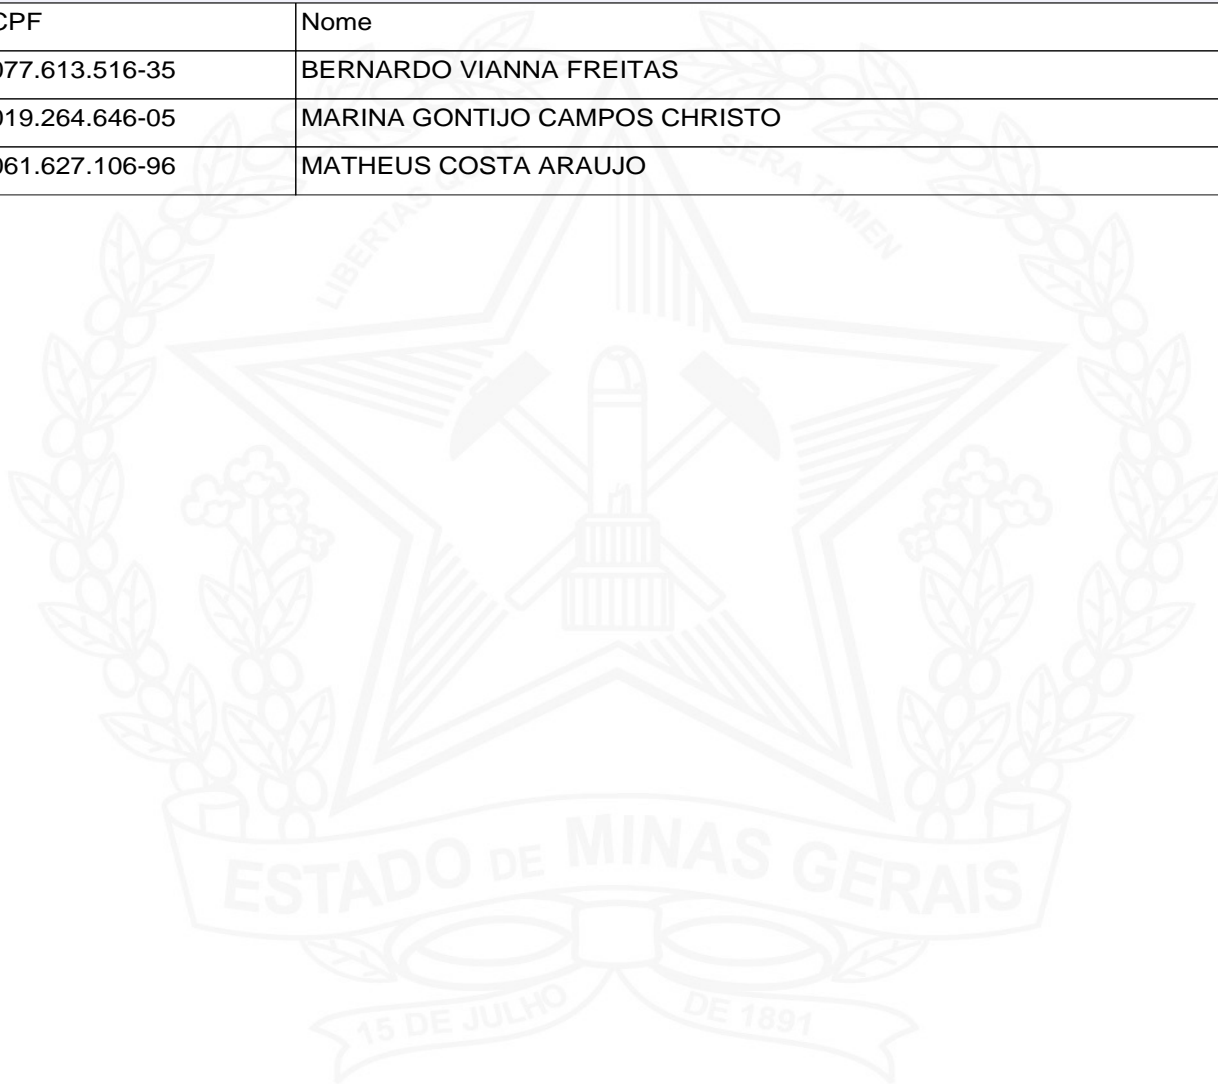 CPF Nome
077.613.516-35 BERNARDO VIANNA FREITAS
019.264.646-05 MARINA GONTIJO CAMPOS CHRISTO
061.627.106-96 MATHEUS COSTA ARAUJO
LIBERTAS QUE SERA TAMEN
ESTADO DE MINAS GERAIS
15 DE JULHO DE 1891